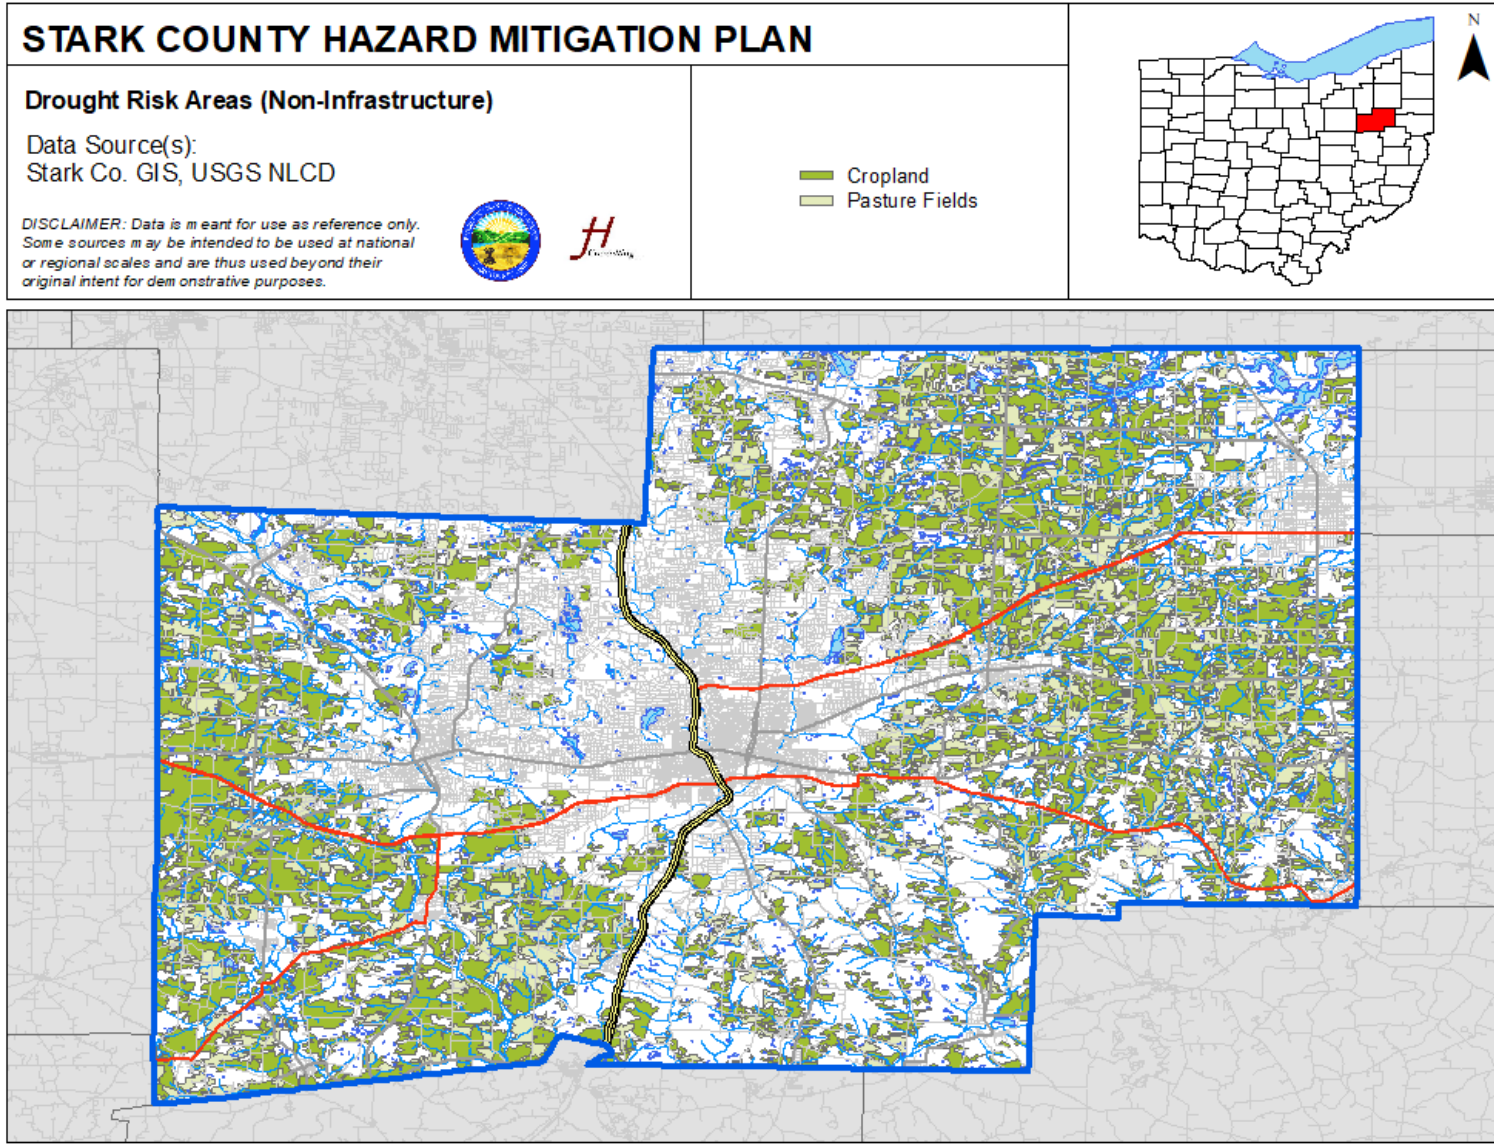 STARK COUNTY HAZARD MITIGATION PLAN
Drought Risk Areas (Non-Infrastructure)
Data Source(s):
Stark Co. GIS, USGS NLCD
DISCLAIMER: Data is meant for use as reference only.
Some sources may be intended to be used at national
or regional scales and are thus used beyond their
original intent for demonstrative purposes.
JH
Consulting
Cropland
Pasture Fields
N